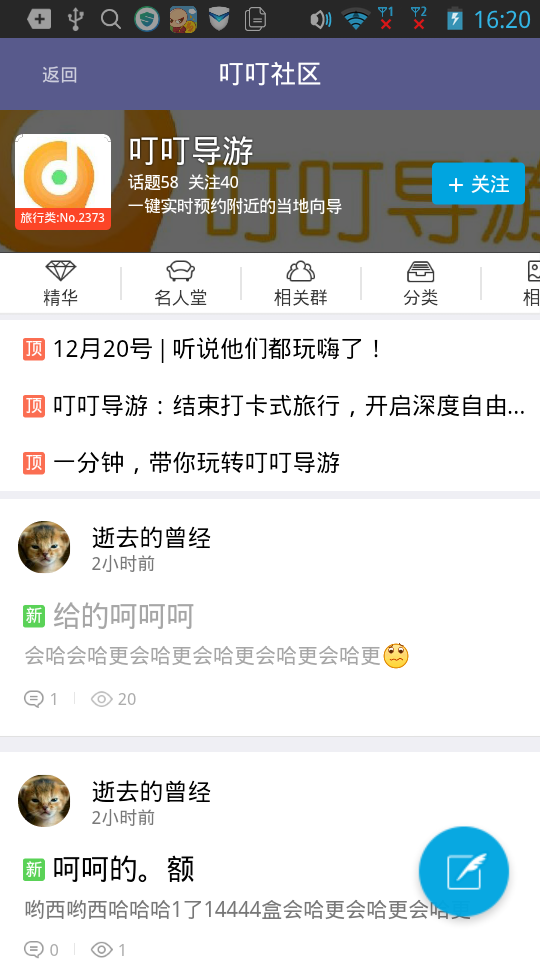 16:20
返回
叮叮社区
叮叮导游
叮叮导游
话题58 关注40
一键实时预约附近的当地向导
旅行类:No.2373
+ 关注
精华
名人堂
相关群
分类
相
顶 12月20号 | 听说他们都玩嗨了！
顶 叮叮导游：结束打卡式旅行，开启深度自由...
顶 一分钟，带你玩转叮叮导游
逝去的曾经
2小时前
新 给的呵呵呵
会哈会哈更会哈更会哈更会哈更会哈更
1
20
逝去的曾经
2小时前
新 呵呵的。额
哟西哟西哈哈哈1了14444盒会哈更会哈更会哈更
0
1